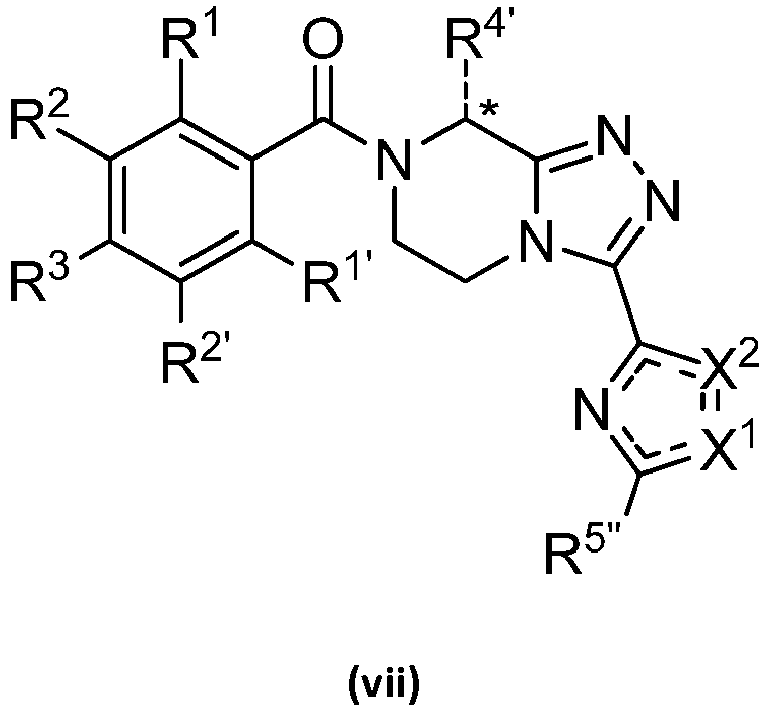 R¹ O R⁴'
R² N * N
N N
R³ R¹'
R²' X²
N X¹
R⁵''
(vii)